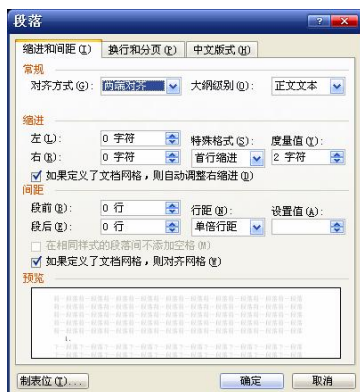 段落
缩进和间距(I) 换行和分页(P) 中文版式(H)
常规
对齐方式(G): 两端对齐 大纲级别(O): 正文文本
缩进
左(L): 0 字符 特殊格式(S): 度量值(Y):
右(R): 0 字符 首行缩进 2 字符
如果定义了文档网格，则自动调整右缩进(D)
间距
段前(B): 0 行 行距(N): 设置值(A):
段后(E): 0 行 单倍行距
在相同样式的段落间不添加空格(M)
如果定义了文档网格，则对齐网格(W)
预览
制表位(T)... 确定 取消